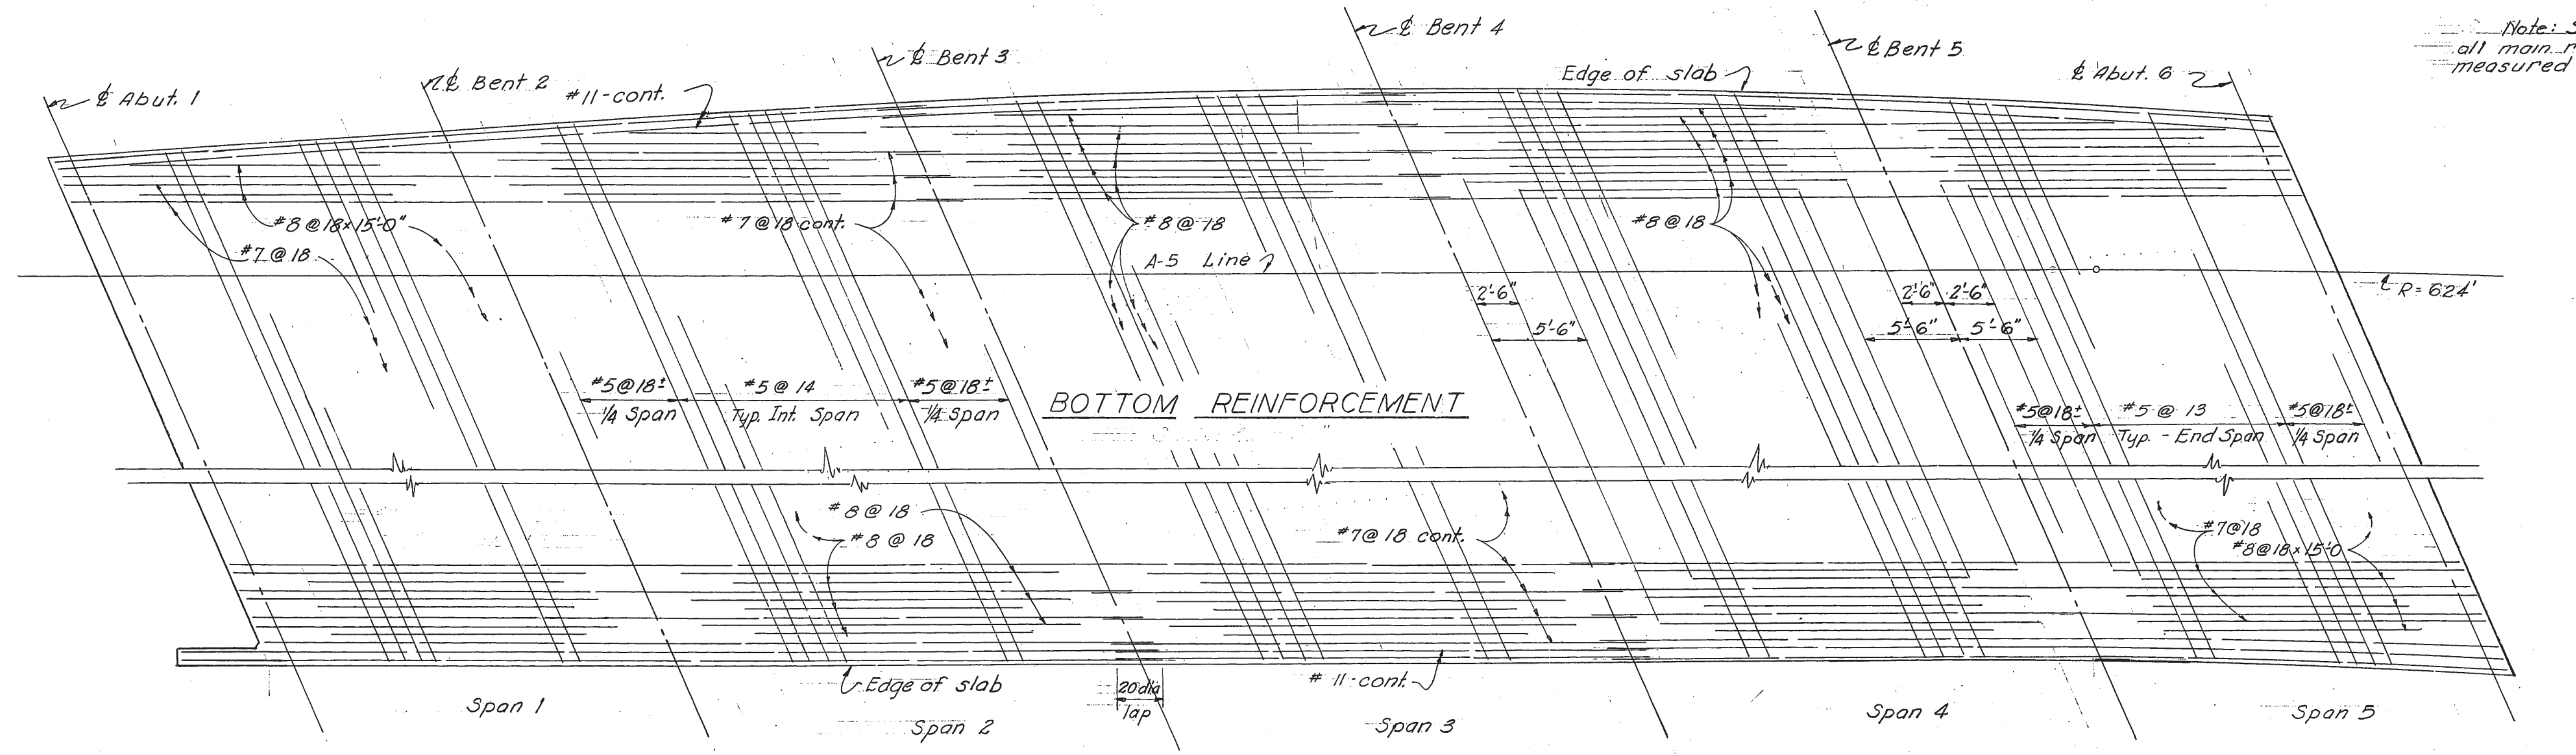 ℄ Abut. 1
℄ Bent 2
#11-cont.
℄ Bent 3
℄ Bent 4
Edge of slab
℄ Bent 5
℄ Abut. 6
Note:
all main
measured
#8 @ 18 x 15'-0"
#7 @ 18
#7 @ 18 cont.
#8 @ 18
A-5 Line
#8 @ 18
2'-6"
5'-6"
2'-6" 2'-6"
5'-6" 5'-6"
R = 624'
#5 @ 18±
1/4 Span
#5 @ 14
Typ. Int. Span
#5 @ 18±
1/4 Span
BOTTOM REINFORCEMENT
#5 @ 18±
1/4 Span
#5 @ 13
Typ. - End Span
#5 @ 18±
1/4 Span
#8 @ 18
#8 @ 18
#7 @ 18 cont.
#7 @ 18
#8 @ 18 x 15'-0
Edge of slab
20 dia
lap
# 11-cont.
Span 1
Span 2
Span 3
Span 4
Span 5